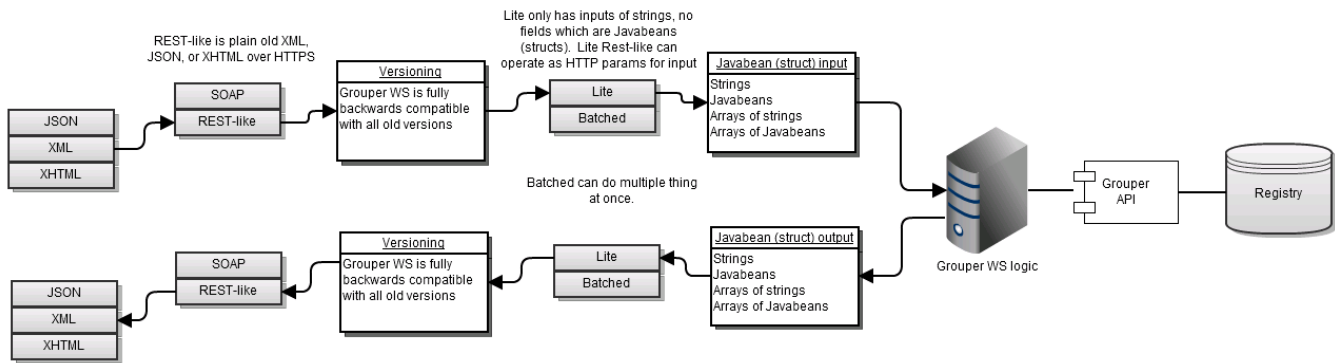 Lite only has inputs of strings, no
fields which are Javabeans
(structs). Lite Rest-like can
operate as HTTP params for input
REST-like is plain old XML,
JSON, or XHTML over HTTPS
JSON
XML
XHTML
SOAP
REST-like
Versioning
Grouper WS is fully
backwards compatible
with all old versions
Lite
Batched
Javabean (struct) input
Strings
Javabeans
Arrays of strings
Arrays of Javabeans
Grouper WS logic
Grouper
API
Registry
Batched can do multiple thing
at once.
Javabean (struct) output
Strings
Javabeans
Arrays of strings
Arrays of Javabeans
Lite
Batched
Versioning
Grouper WS is fully
backwards compatible
with all old versions
SOAP
REST-like
JSON
XML
XHTML